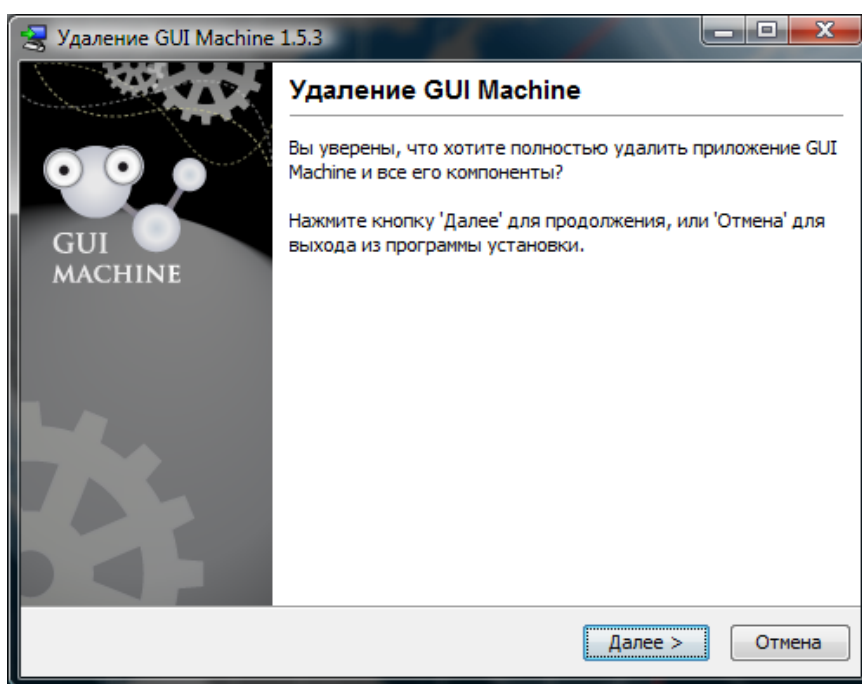 Удаление GUI Machine 1.5.3
Удаление GUI Machine
Вы уверены, что хотите полностью удалить приложение GUI
Machine и все его компоненты?
Нажмите кнопку 'Далее' для продолжения, или 'Отмена' для
выхода из программы установки.
GUI
MACHINE
Далее >
Отмена